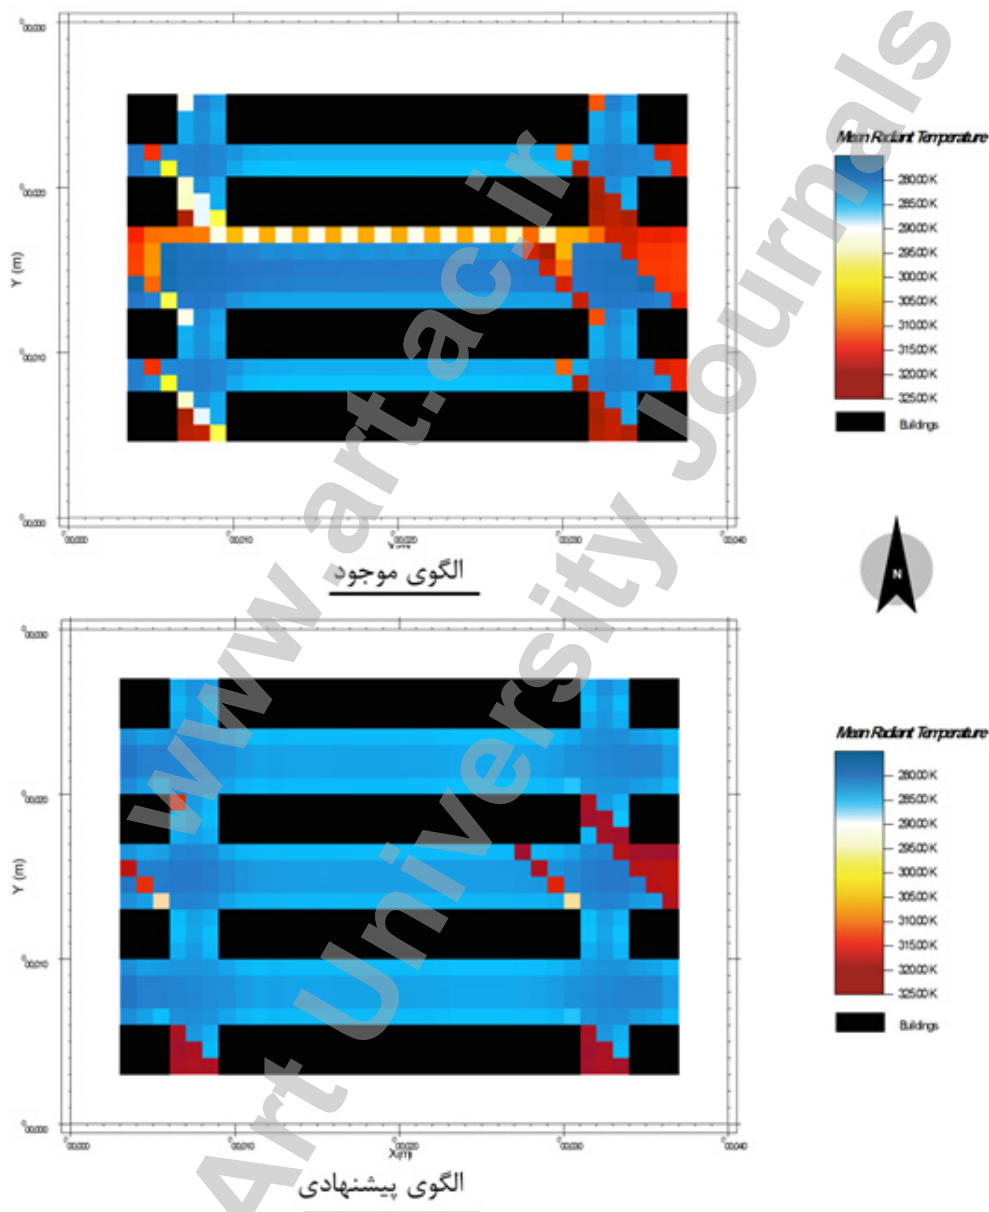 Mean Radiant Temperature
280.00 K
285.00 K
290.00 K
295.00 K
300.00 K
305.00 K
310.00 K
315.00 K
320.00 K
325.00 K
Buildings
Y (m)
X (m)
الگوی موجود
N
Mean Radiant Temperature
280.00 K
285.00 K
290.00 K
295.00 K
300.00 K
305.00 K
310.00 K
315.00 K
320.00 K
325.00 K
Buildings
Y (m)
X (m)
الگوی پیشنهادی
www.art.ac.ir
Art University Journals